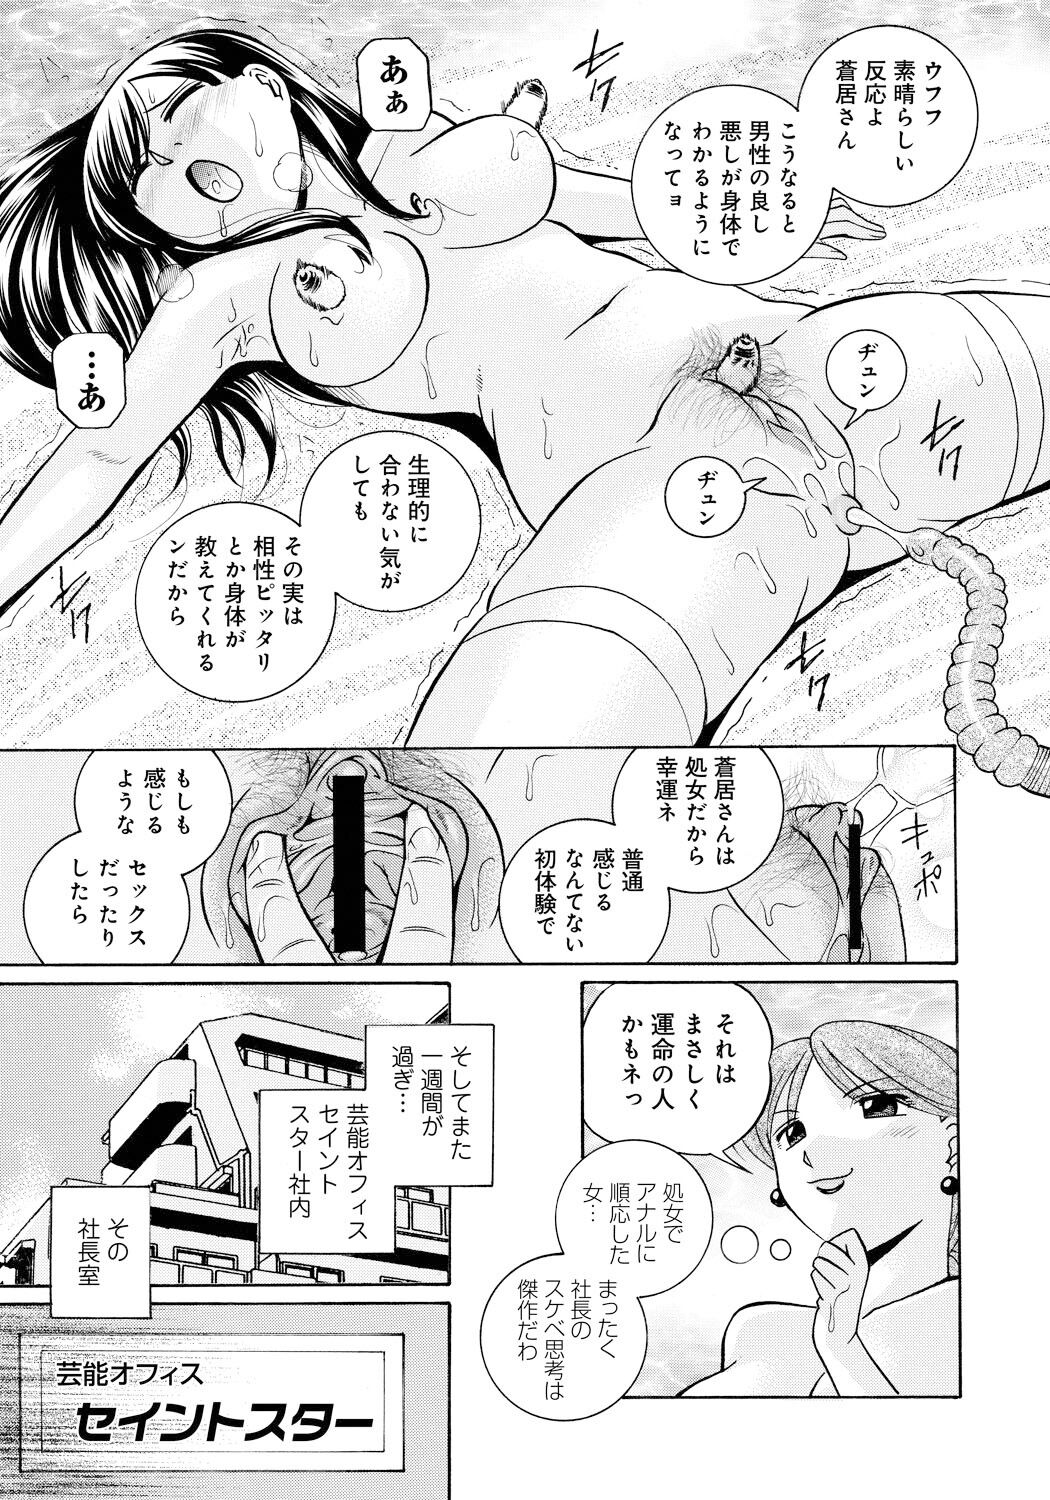 ウフフ
素晴らしい
反応よ
蒼居さん
こうなると
男性の良し
悪しが身体で
わかるように
なってョ
あぁ
…あ
ヂュン
ヂュン
生理的に
合わない気が
しても
その実は
相性ピッタリ
とか身体が
教えてくれる
ンだから
蒼居さんは
処女だから
幸運ネ
普通
感じる
なんてない
初体験で
キュポ
もしも
感じる
ような
セックス
だったり
したら
それは
まさしく
運命の人
かもネっ
処女で
アナルに
順応した
女…
まったく
社長の
スケベ思考は
傑作だわ
そしてまた
一週間が
過ぎ…
芸能オフィス
セイント
スター社内
その
社長室
芸能オフィス
セイントスター